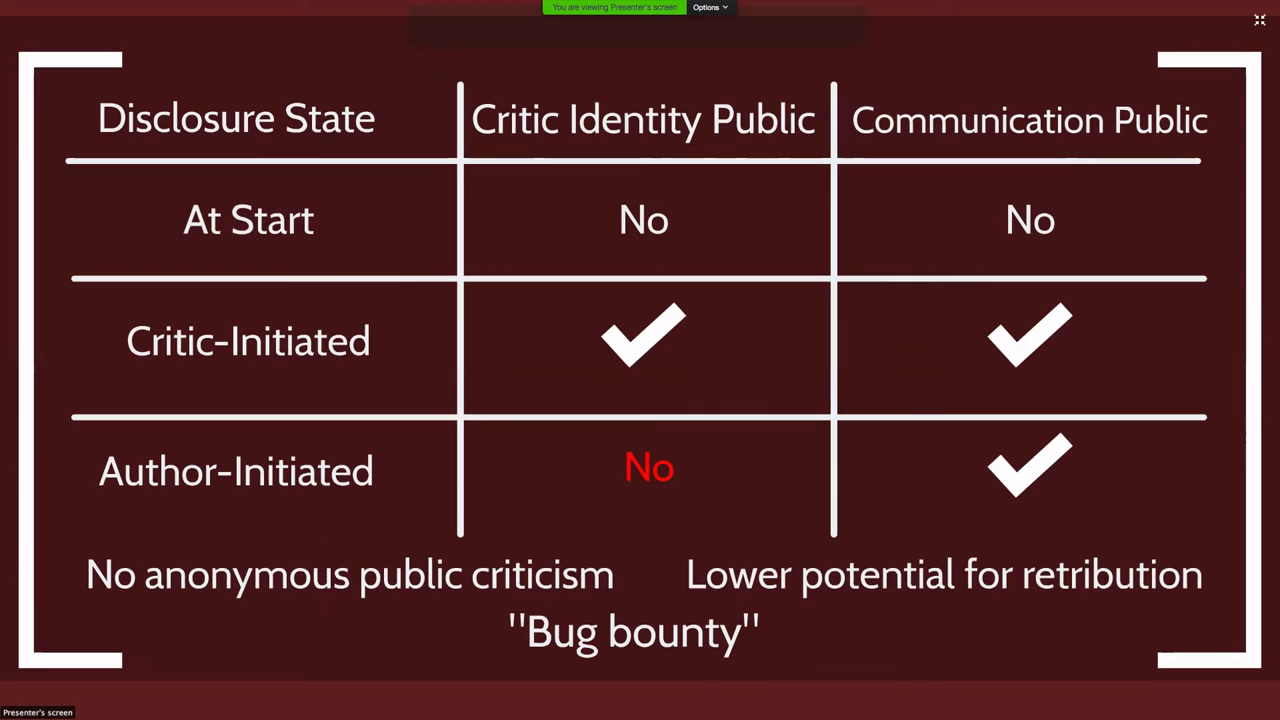 You are viewing Presenter's screen Options
Disclosure State Critic Identity Public Communication Public
At Start No No
Critic-Initiated
Author-Initiated No
No anonymous public criticism Lower potential for retribution
"Bug bounty"
Presenter's screen